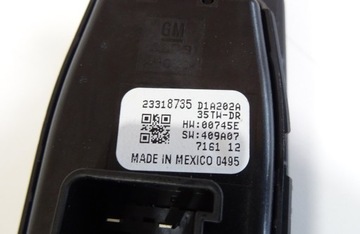 GM
23318735 D1A202A
35TW-DR
HW:00745E
SW:409A07
7161 12
MADE IN MEXICO 0495